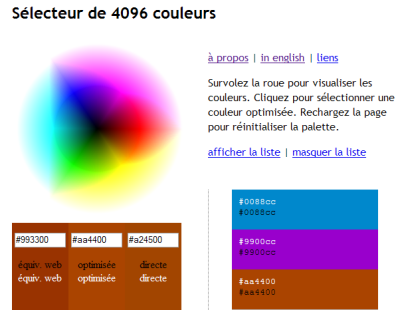 Sélecteur de 4096 couleurs
à propos | in english | liens
Survolez la roue pour visualiser les
couleurs. Cliquez pour sélectionner une
couleur optimisée. Rechargez la page
pour réinitialiser la palette.
afficher la liste | masquer la liste
#993300 #aa4400 #a24500
équiv. web optimisée directe
équiv. web optimisée directe
#0088cc
#0088cc
#9900cc
#9900cc
#aa4400
#aa4400